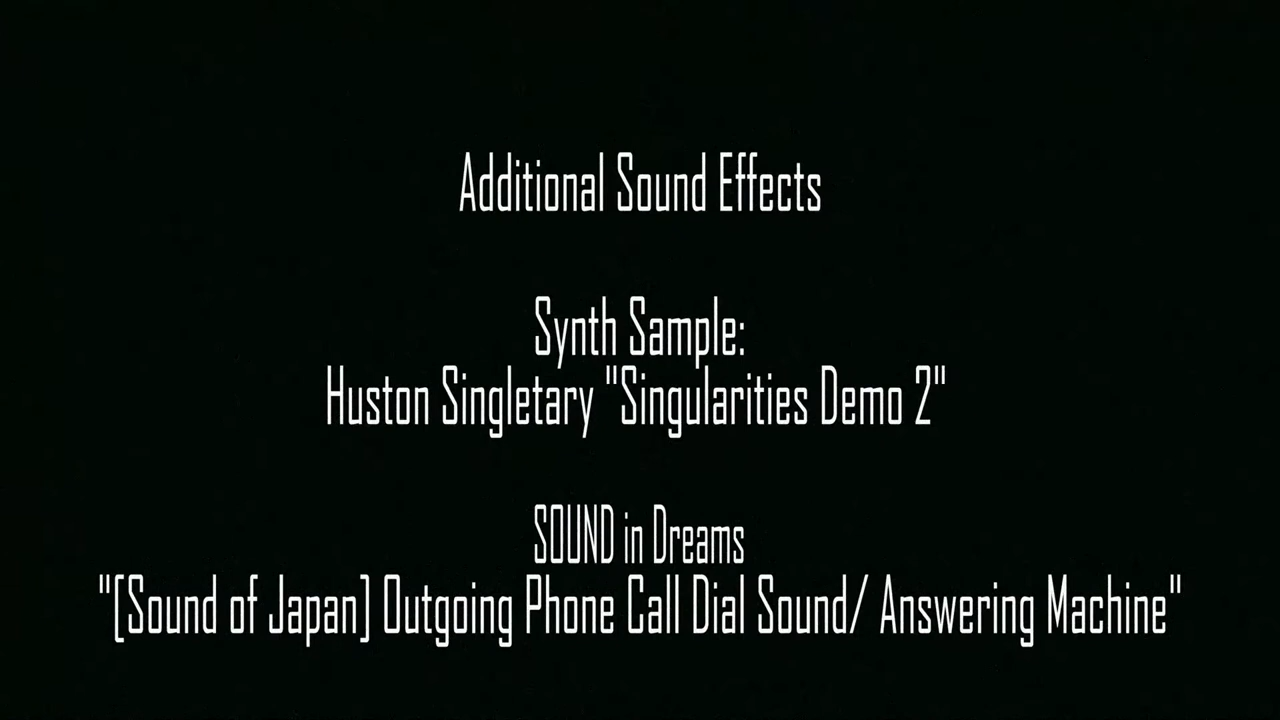 Additional Sound Effects
Synth Sample:
Huston Singletary "Singularities Demo 2"
SOUND in Dreams
"[Sound of Japan] Outgoing Phone Call Dial Sound/ Answering Machine"